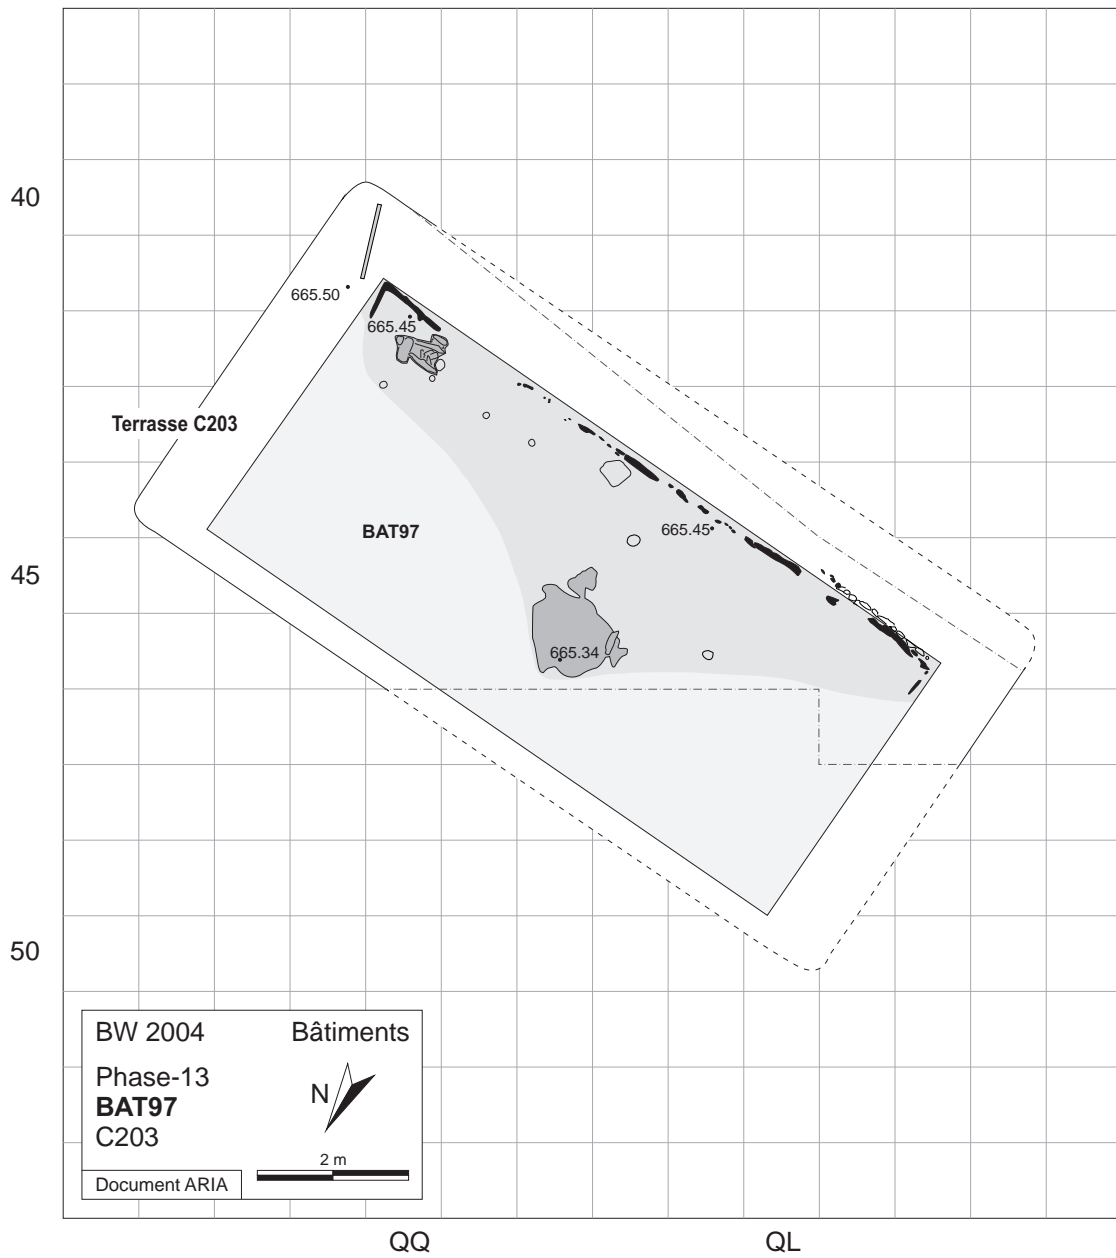 40
665.50
665.45
Terrasse C203
BAT97
665.45
45
665.34
50
BW 2004 Bâtiments
Phase-13
BAT97
C203
N
2 m
Document ARIA
QQ QL